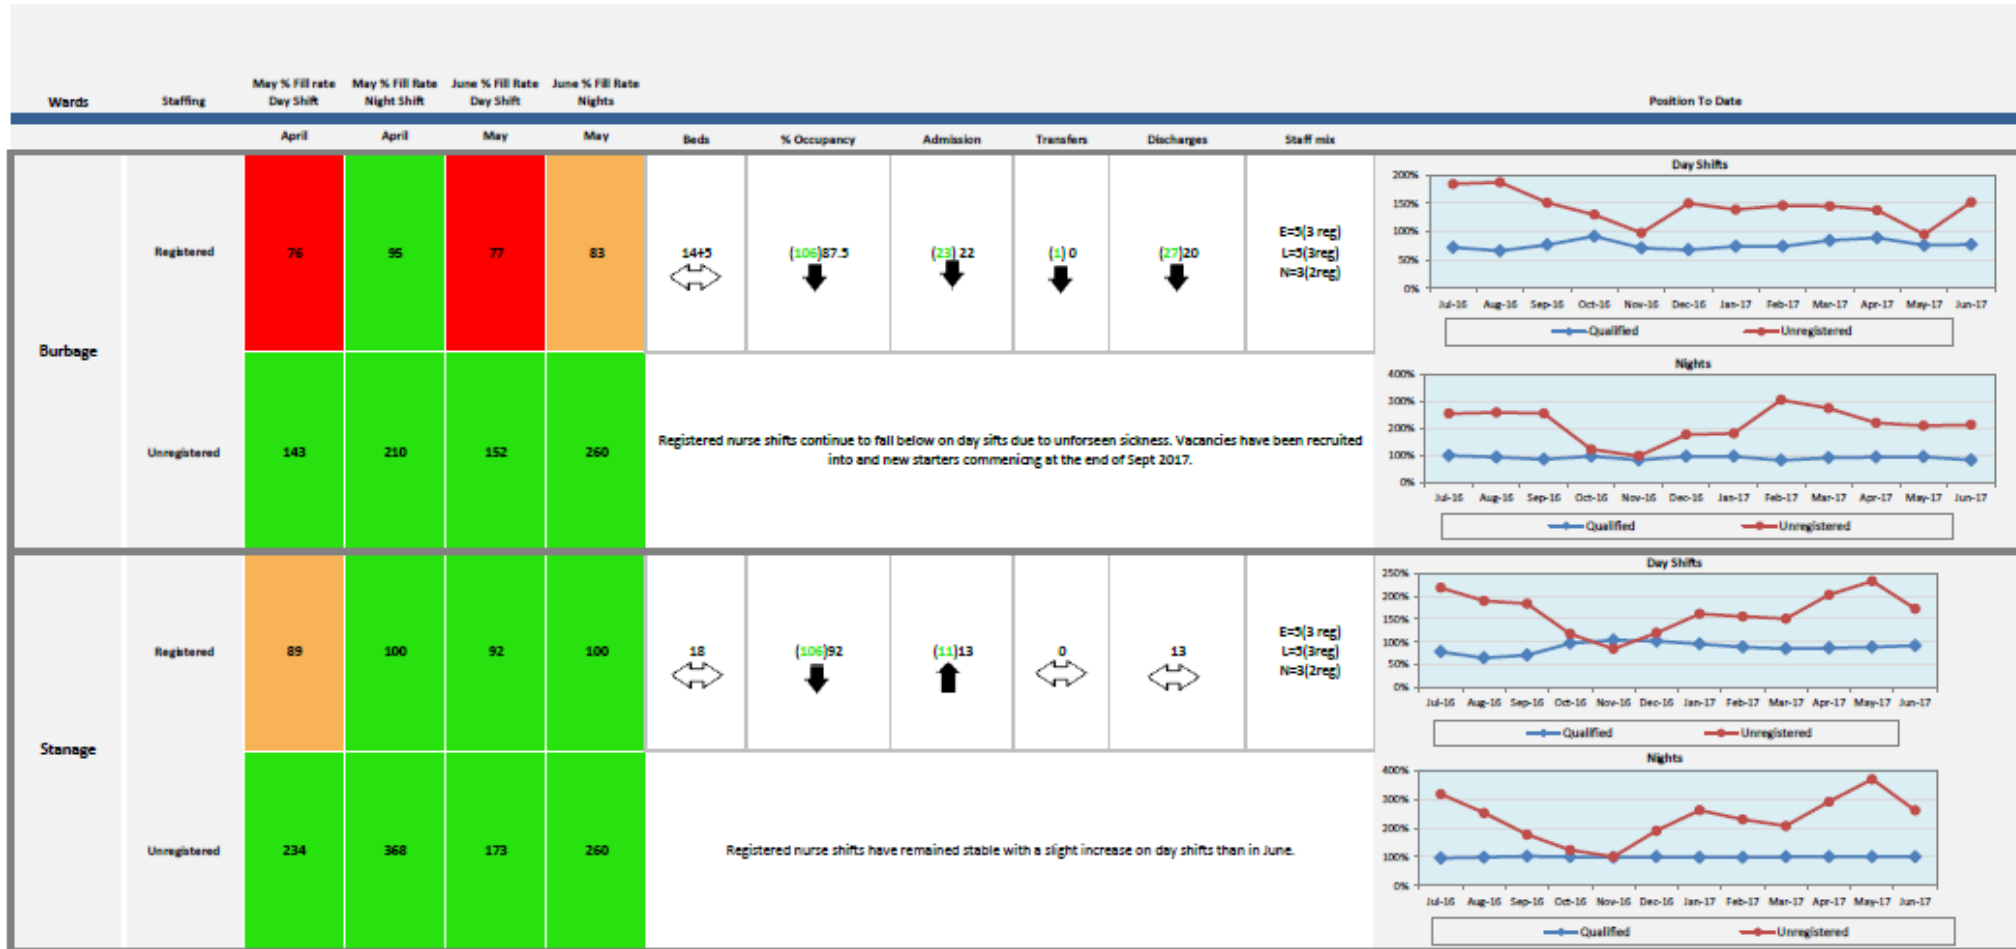 May % Fill rate May % Fill Rate June % Fill Rate June % Fill Rate
Wards Staffing Day Shift Night Shift Day Shift Nights Position To Date
April April May May Beds % Occupancy Admission Transfers Discharges Staff mix
Burbage
Registered 76 95 77 83 14+5 (106)87.5 (23) 22 (1) 0 (27)20
E=5(3 reg)
L=5(3reg)
N=3(2reg)
Day Shifts
200%
150%
100%
50%
0%
Jul-16 Aug-16 Sep-16 Oct-16 Nov-16 Dec-16 Jan-17 Feb-17 Mar-17 Apr-17 May-17 Jun-17
Qualified Unregistered
Unregistered 143 210 152 260
Registered nurse shifts continue to fall below on day sifts due to unforseen sickness. Vacancies have been recruited
into and new starters commenicng at the end of Sept 2017.
Nights
400%
300%
200%
100%
0%
Jul-16 Aug-16 Sep-16 Oct-16 Nov-16 Dec-16 Jan-17 Feb-17 Mar-17 Apr-17 May-17 Jun-17
Qualified Unregistered
Stanage
Registered 89 100 92 100 18 (106)92 (11)13 0 13
E=5(3 reg)
L=5(3reg)
N=3(2reg)
Day Shifts
250%
200%
150%
100%
50%
0%
Jul-16 Aug-16 Sep-16 Oct-16 Nov-16 Dec-16 Jan-17 Feb-17 Mar-17 Apr-17 May-17 Jun-17
Qualified Unregistered
Unregistered 234 368 173 260
Registered nurse shifts have remained stable with a slight increase on day shifts than in June.
Nights
400%
300%
200%
100%
0%
Jul-16 Aug-16 Sep-16 Oct-16 Nov-16 Dec-16 Jan-17 Feb-17 Mar-17 Apr-17 May-17 Jun-17
Qualified Unregistered